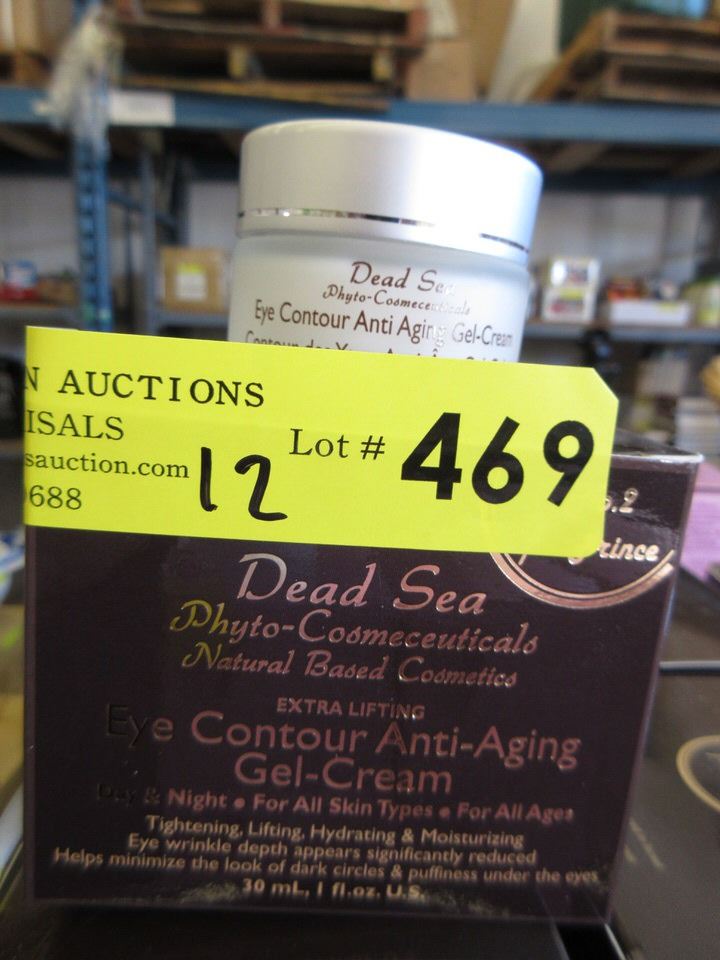 Dead Sea
Phyto-Cosmeceuticals
Eye Contour Anti Aging Gel-Cream
N AUCTIONS
ISALS
sauction.com
0688
12
Lot # 469
Dead Sea
Phyto-Cosmeceuticals
Natural Based Cosmetics
EXTRA LIFTING
Eye Contour Anti-Aging
Gel-Cream
Day & Night • For All Skin Types • For All Ages
Tightening, Lifting, Hydrating & Moisturizing
Eye wrinkle depth appears significantly reduced
Helps minimize the look of dark circles & puffiness under the eyes
30 mL, 1 fl.oz. U.S.